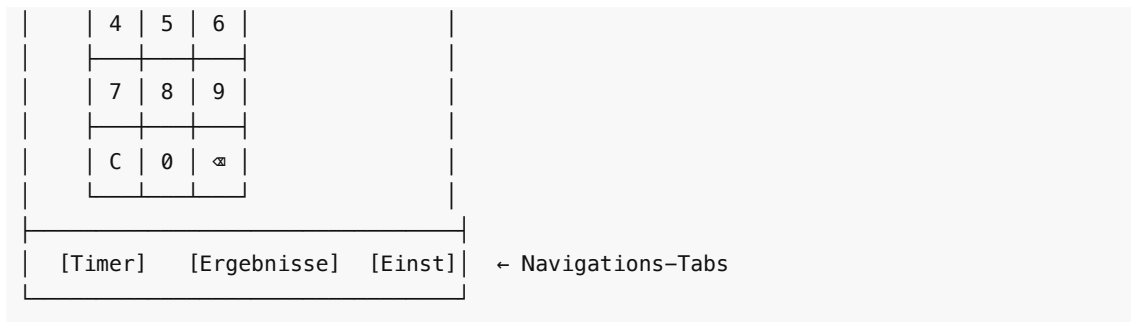 4 5 6
7 8 9
C 0 ⌫
[Timer] [Ergebnisse] [Einst] ← Navigations-Tabs